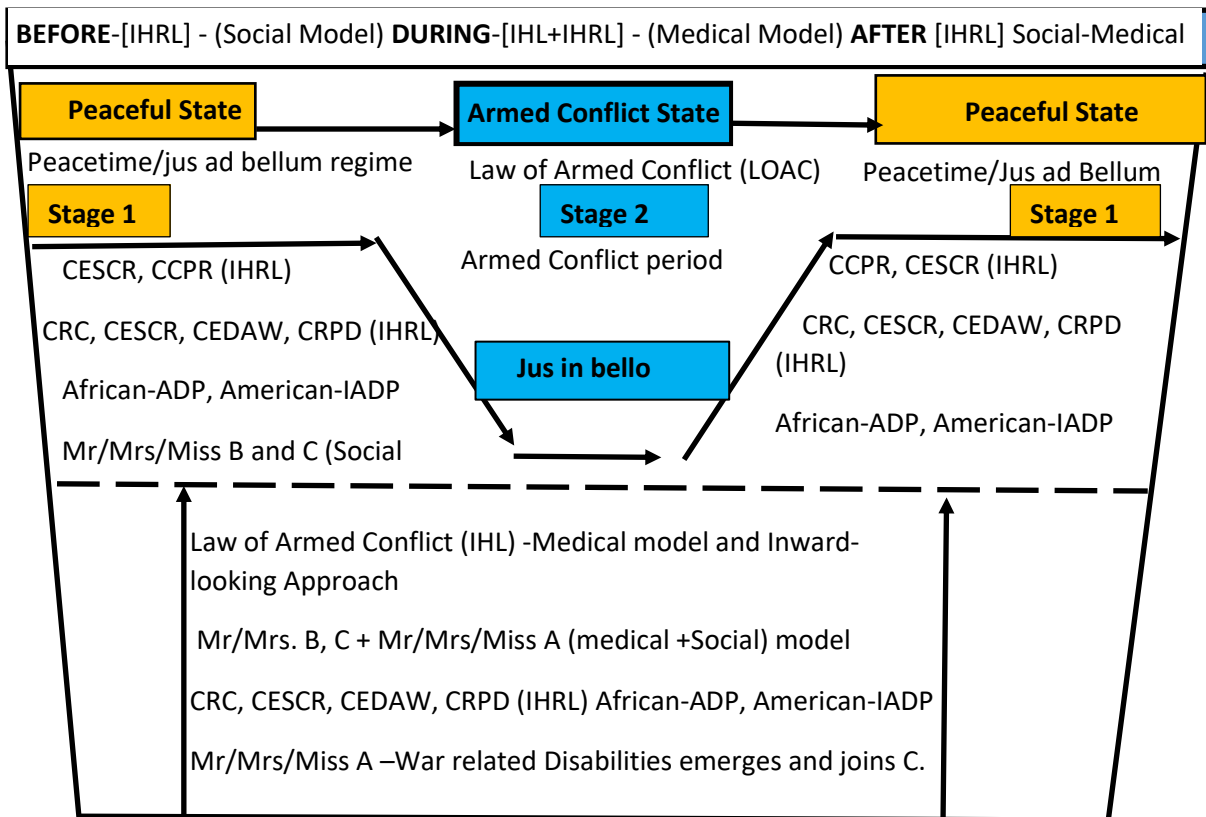 BEFORE-[IHRL] - (Social Model) DURING-[IHL+IHRL] - (Medical Model) AFTER [IHRL] Social-Medical
Peaceful State
Armed Conflict State
Peaceful State
Peacetime/jus ad bellum regime
Law of Armed Conflict (LOAC)
Peacetime/Jus ad Bellum
Stage 1
Stage 2
Stage 1
Armed Conflict period
CESCR, CCPR (IHRL)
CRC, CESCR, CEDAW, CRPD (IHRL)
African-ADP, American-IADP
Mr/Mrs/Miss B and C (Social
Jus in bello
CCPR, CESCR (IHRL)
CRC, CESCR, CEDAW, CRPD
(IHRL)
African-ADP, American-IADP
Law of Armed Conflict (IHL) -Medical model and Inward-
looking Approach
Mr/Mrs. B, C + Mr/Mrs/Miss A (medical +Social) model
CRC, CESCR, CEDAW, CRPD (IHRL) African-ADP, American-IADP
Mr/Mrs/Miss A –War related Disabilities emerges and joins C.